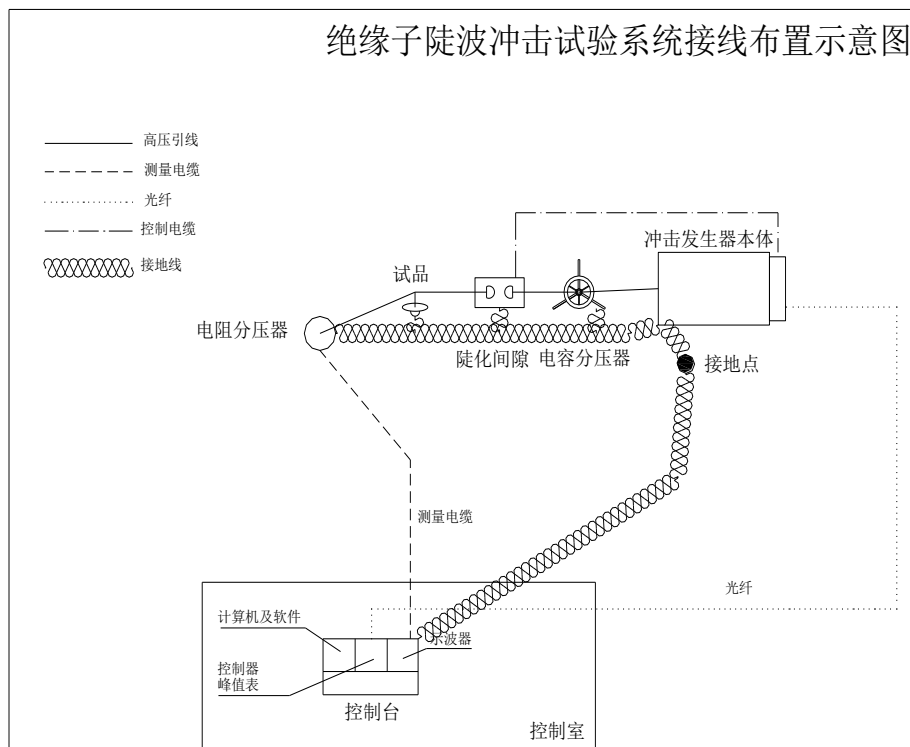 绝缘子陡波冲击试验系统接线布置示意图
高压引线
测量电缆
光纤
控制电缆
接地线
冲击发生器本体
试品
电阻分压器
陡化间隙
电容分压器
接地点
测量电缆
光纤
计算机及软件
示波器
控制器
峰值表
控制台
控制室